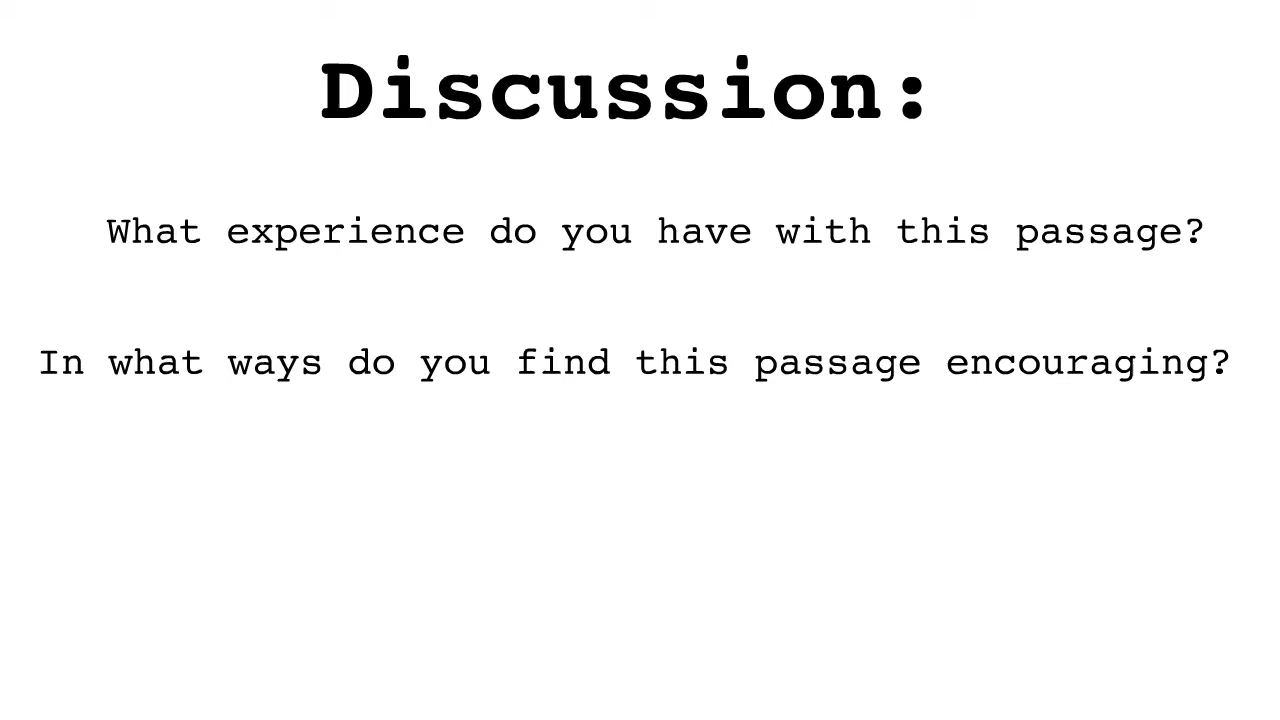 Discussion:
What experience do you have with this passage?
In what ways do you find this passage encouraging?